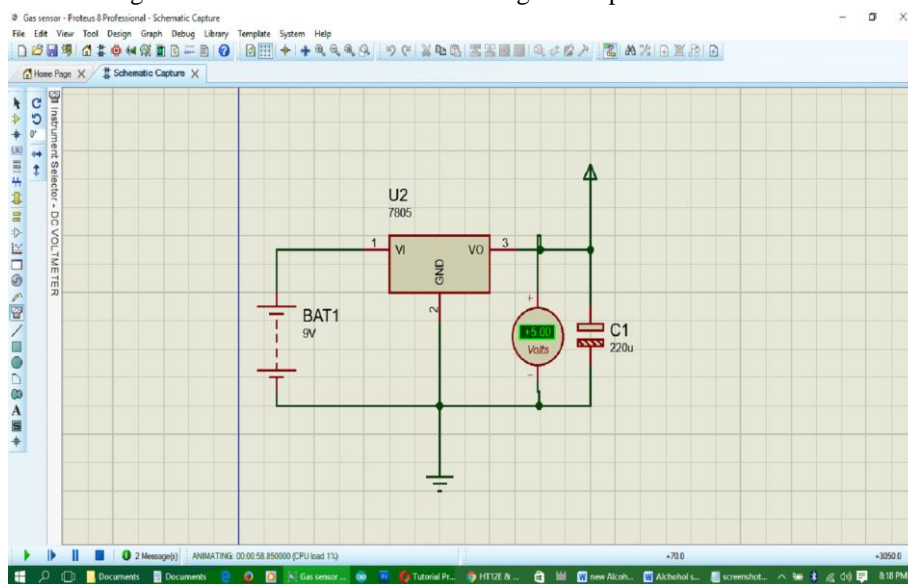 Gas sensor - Proteus 8 Professional - Schematic Capture
File Edit View Tool Design Graph Debug Library Template System Help
Home Page X Schematic Capture X
0°
Instrument Selector - DC VOLTMETER
U2
7805
1 VI VO 3
GND
2
BAT1
9V
+
+5.00
Volts
-
C1
220u
2 Message(s) ANIMATING: 00:00:58.850000 (CPU load 1%) +70.0 +3050.0
Documents Documents Gas sensor ... Tutorial Pr... HT12E & ... new Alcoh... Alchohol s... screenshot... 8:18 PM